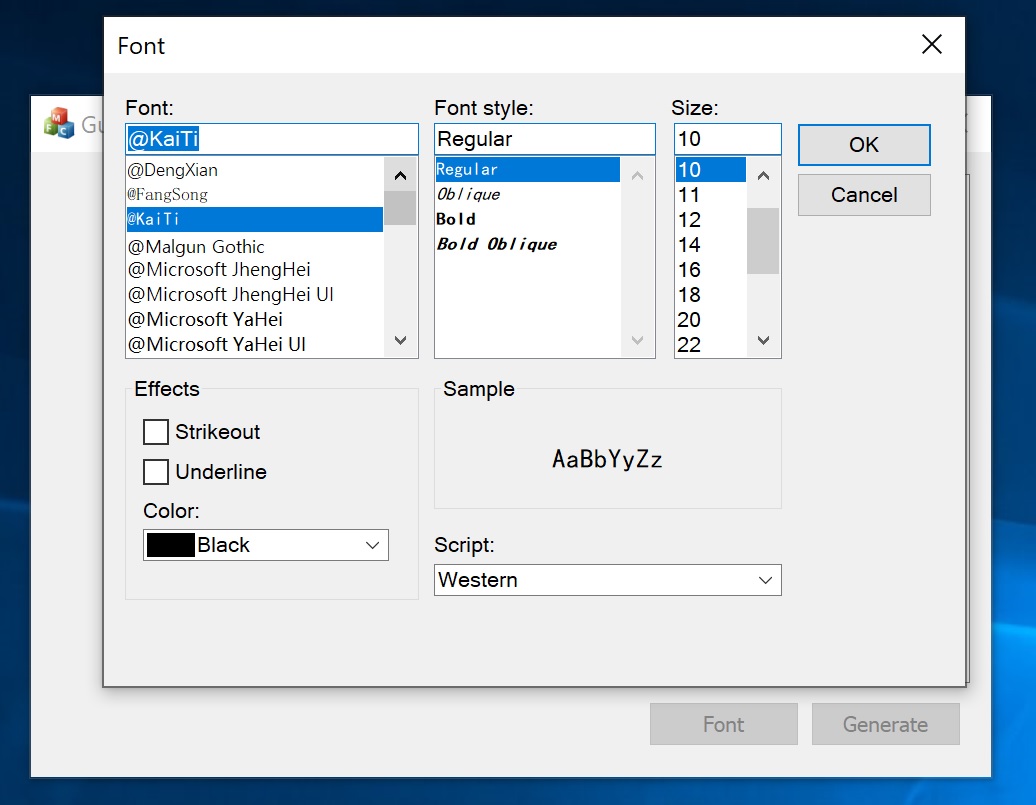 Font
Font:
@KaiTi
@DengXian
@FangSong
@KaiTi
@Malgun Gothic
@Microsoft JhengHei
@Microsoft JhengHei UI
@Microsoft YaHei
@Microsoft YaHei UI
Font style:
Regular
Regular
Oblique
Bold
Bold Oblique
Size:
10
10
11
12
14
16
18
20
22
OK
Cancel
Effects
Strikeout
Underline
Color:
Black
Sample
AaBbYyZz
Script:
Western
Font
Generate